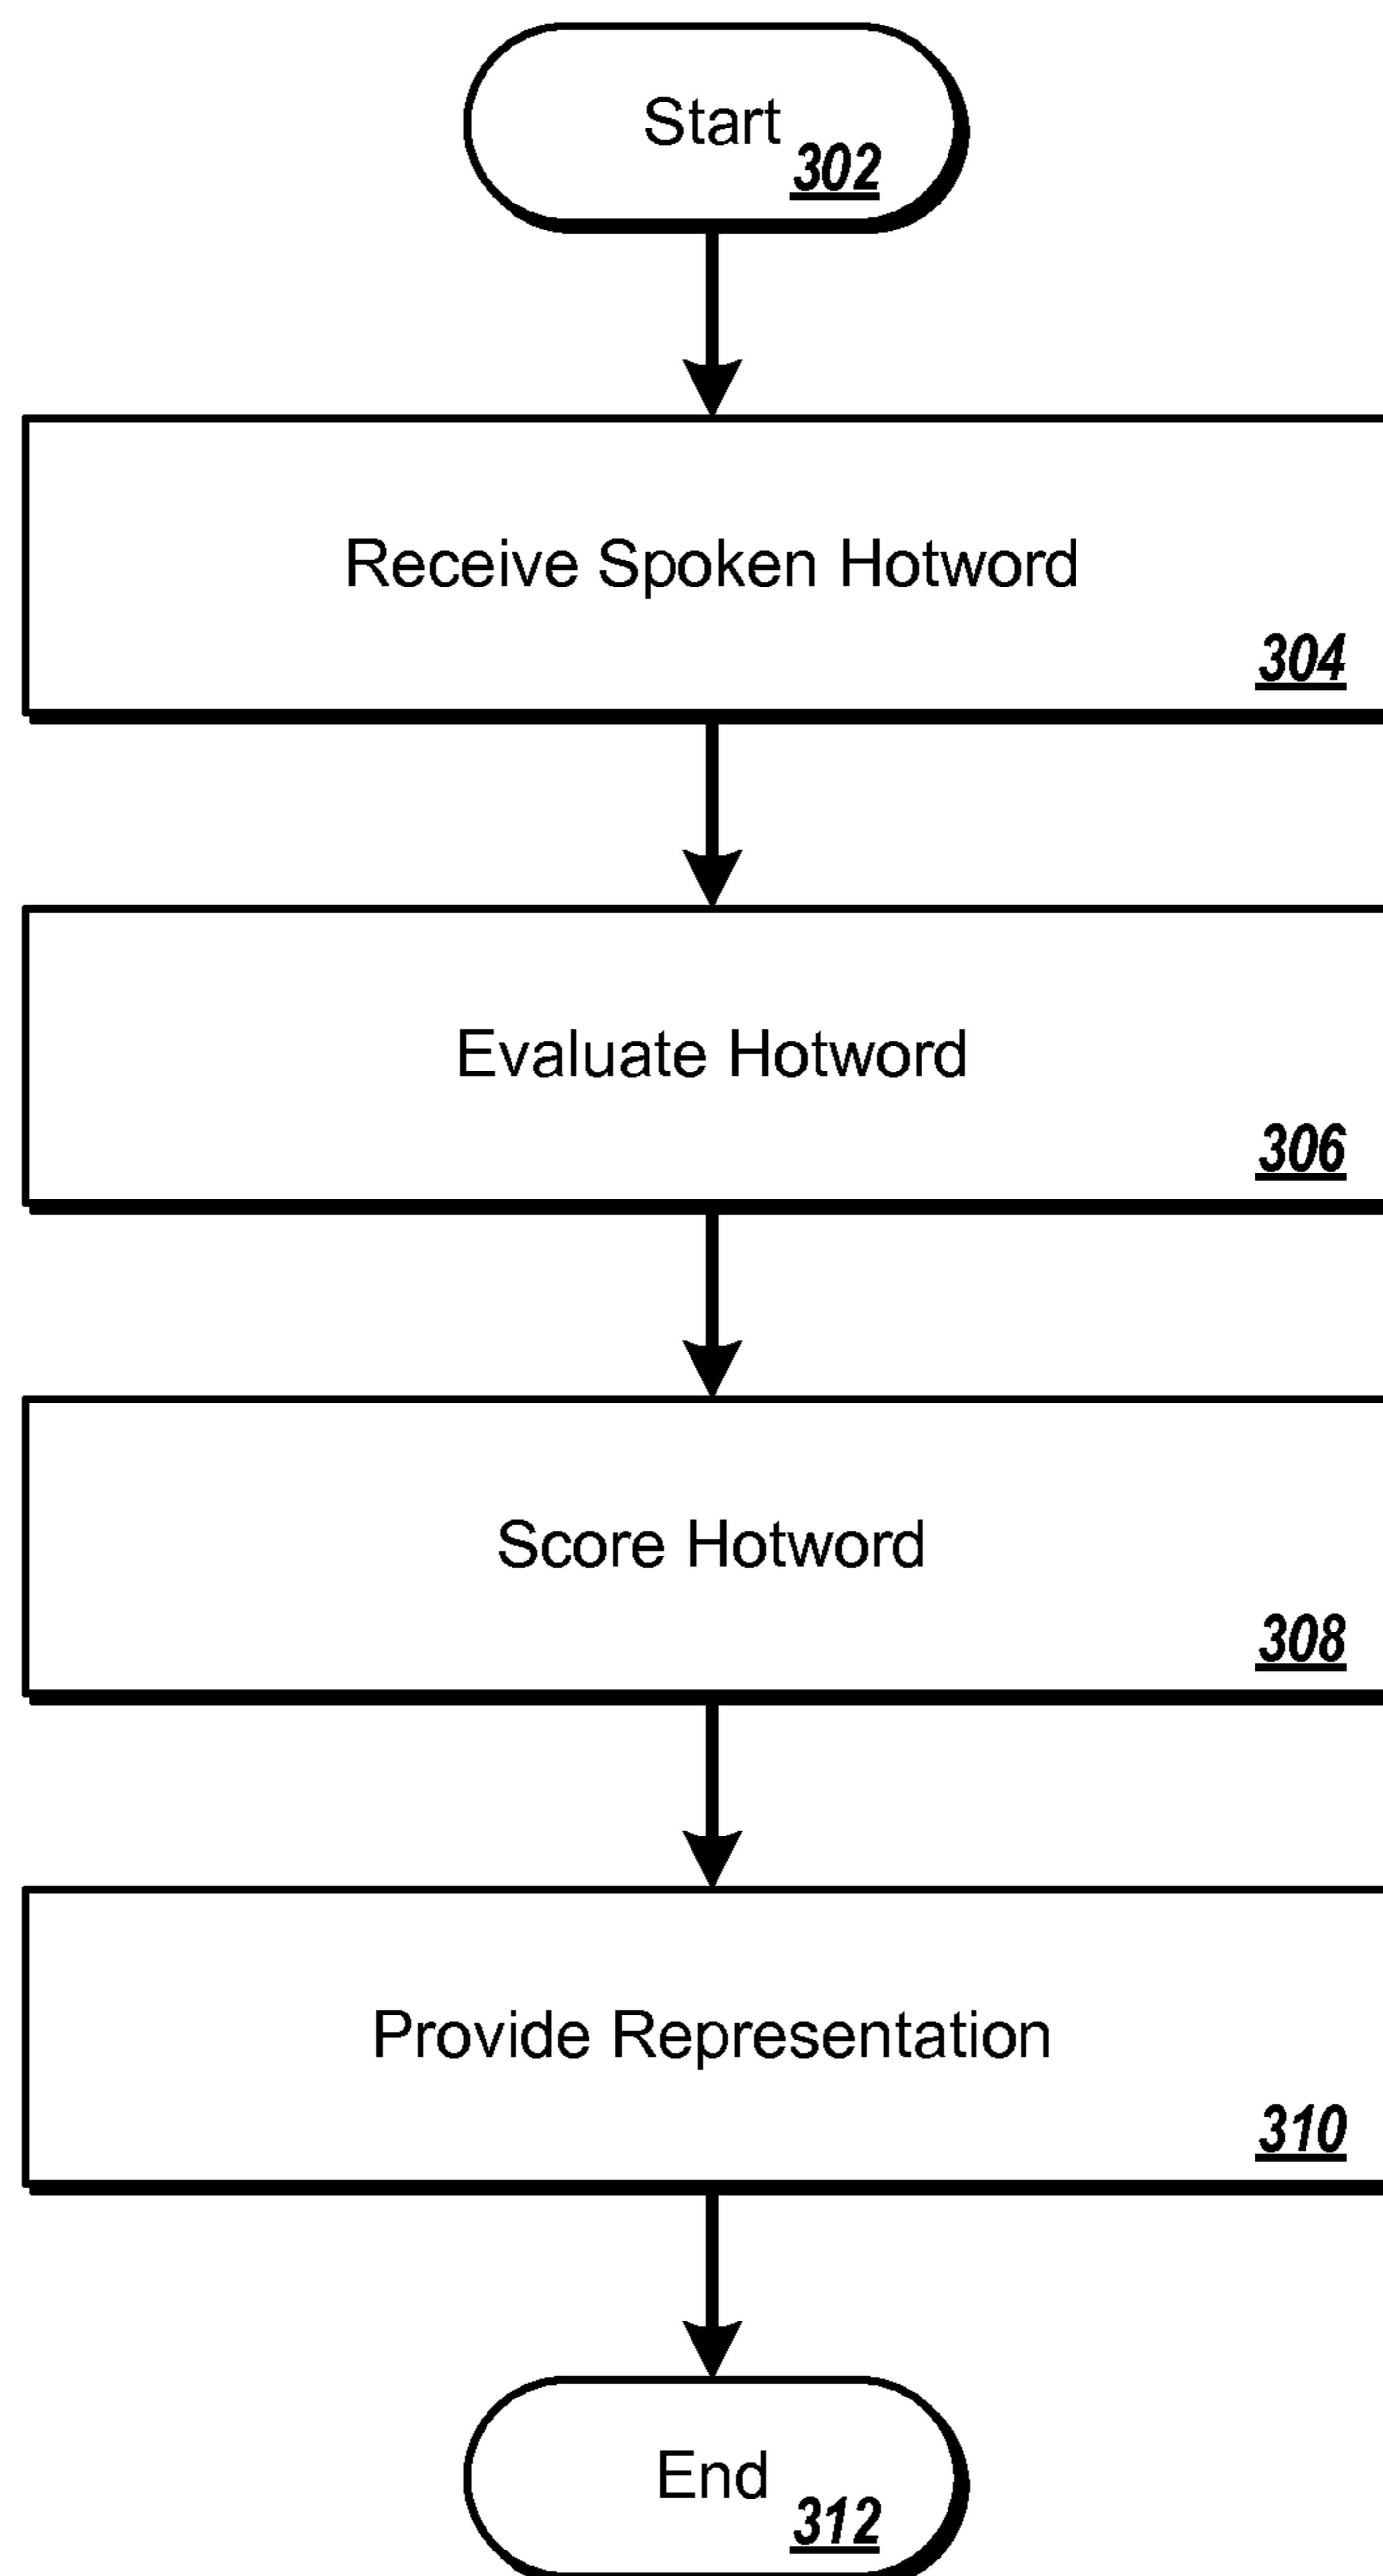 Start
302
Receive Spoken Hotword
304
Evaluate Hotword
306
Score Hotword
308
Provide Representation
310
End
312